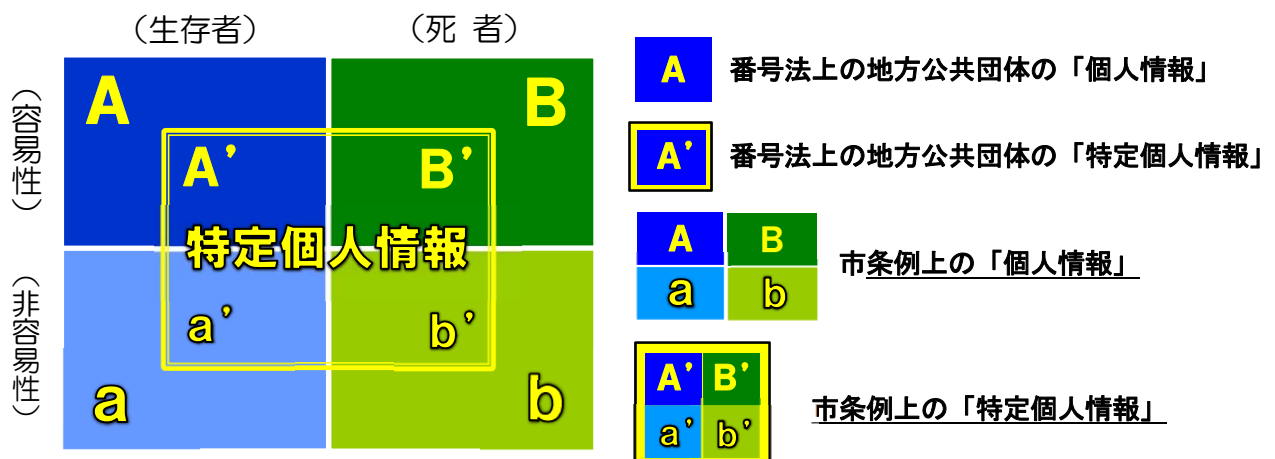 (生存者)
(死 者)
(容易性)
(非容易性)
A
B
A'
B'
特定個人情報
a'
b'
a
b
A
番号法上の地方公共団体の「個人情報」
A'
番号法上の地方公共団体の「特定個人情報」
A
B
a
b
市条例上の「個人情報」
A'
B'
a'
b'
市条例上の「特定個人情報」